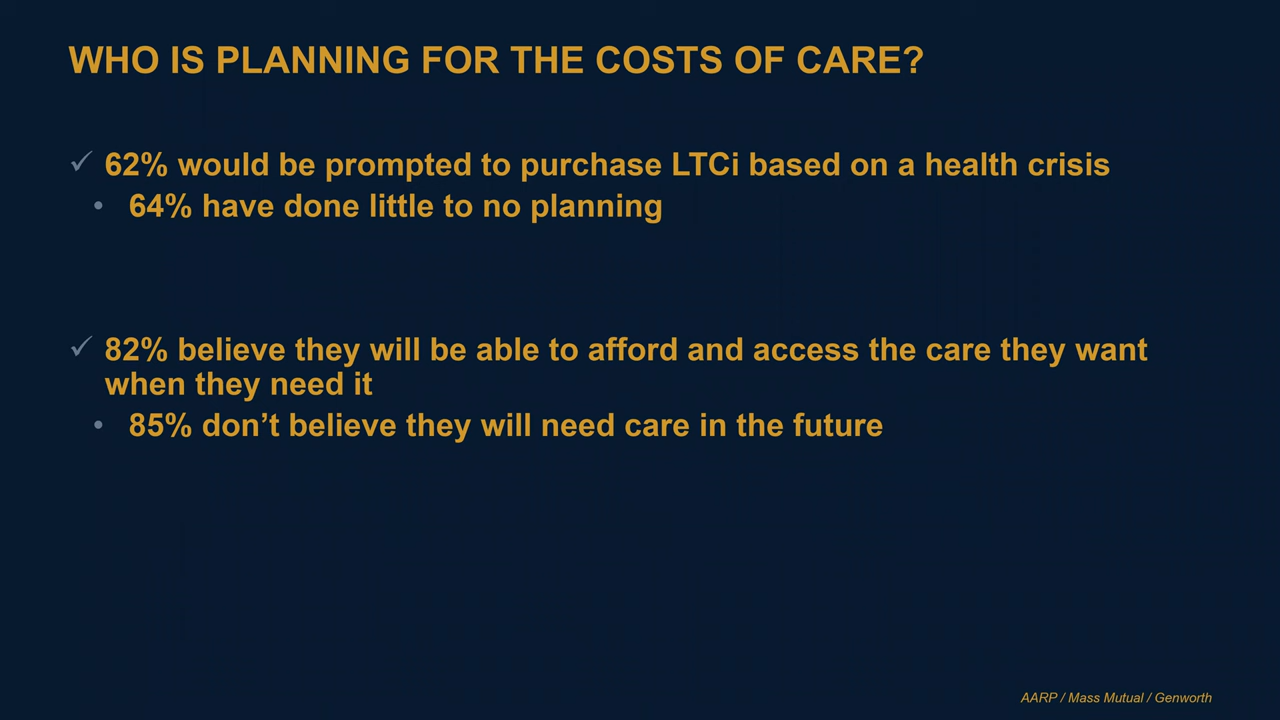 WHO IS PLANNING FOR THE COSTS OF CARE?
✓ 62% would be prompted to purchase LTCi based on a health crisis
• 64% have done little to no planning
✓ 82% believe they will be able to afford and access the care they want
when they need it
• 85% don’t believe they will need care in the future
AARP / Mass Mutual / Genworth